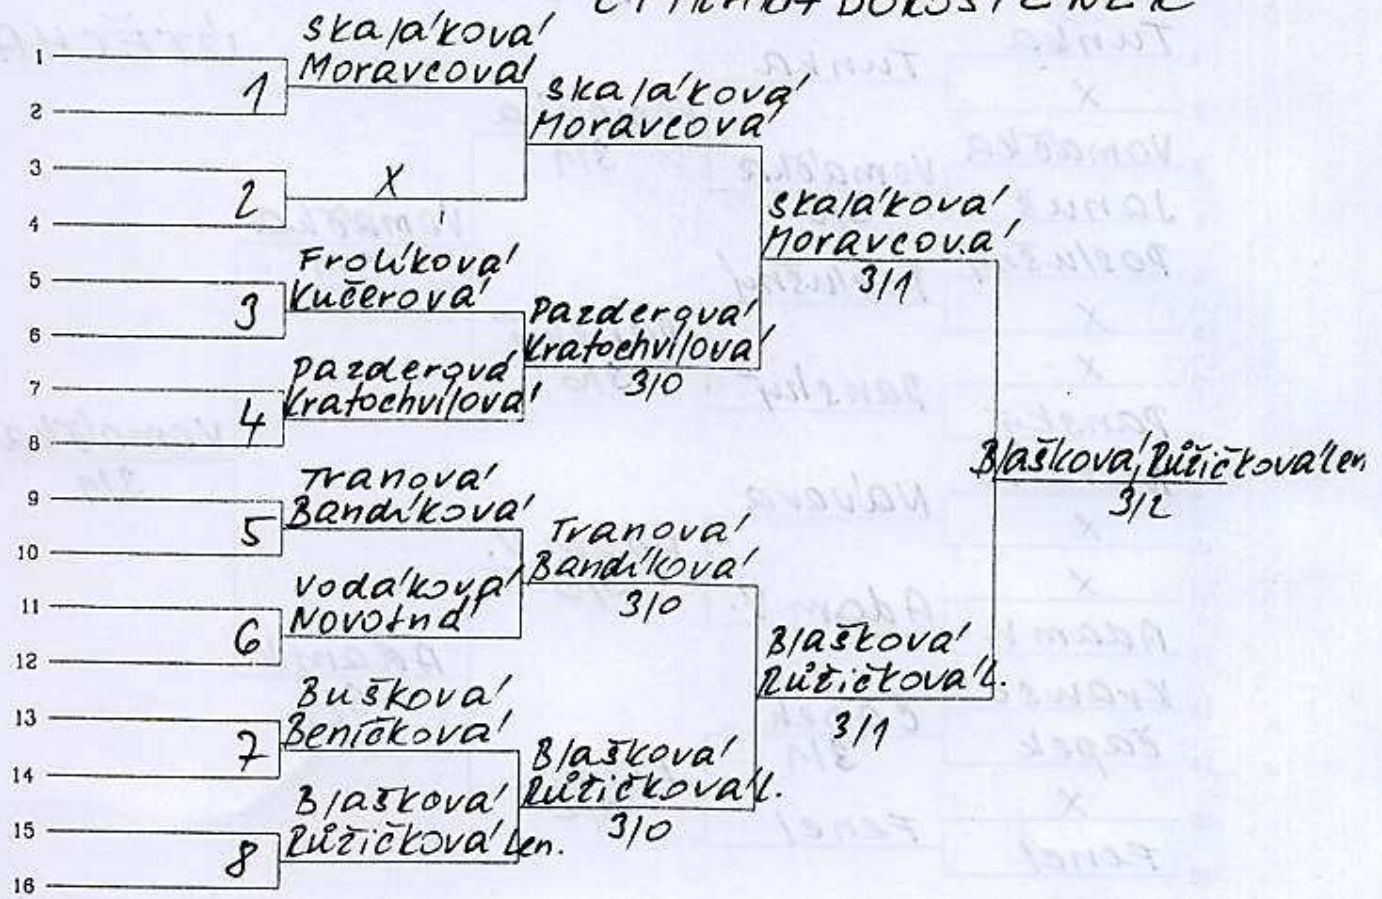 DOROSTENEK
1
2
3
4
5
6
7
8
9
10
11
12
13
14
15
16
1
2
3
4
5
6
7
8
Skaláková
Moravcová
X
Frolíková
Kučerová
Pazderová
Kratochvílová
Tranová
Bandíková
Vodáková
Novotná
Bušková
Beníčková
Blašková
Růžičková Len.
Skaláková
Moravcová
Pazderová
Kratochvílová
3/0
Tranová
Bandíková
3/0
Blašková
Růžičková L.
3/0
Skaláková
Moravcová
3/1
Blašková
Růžičková L.
3/1
Blašková, Růžičková Len
3/2